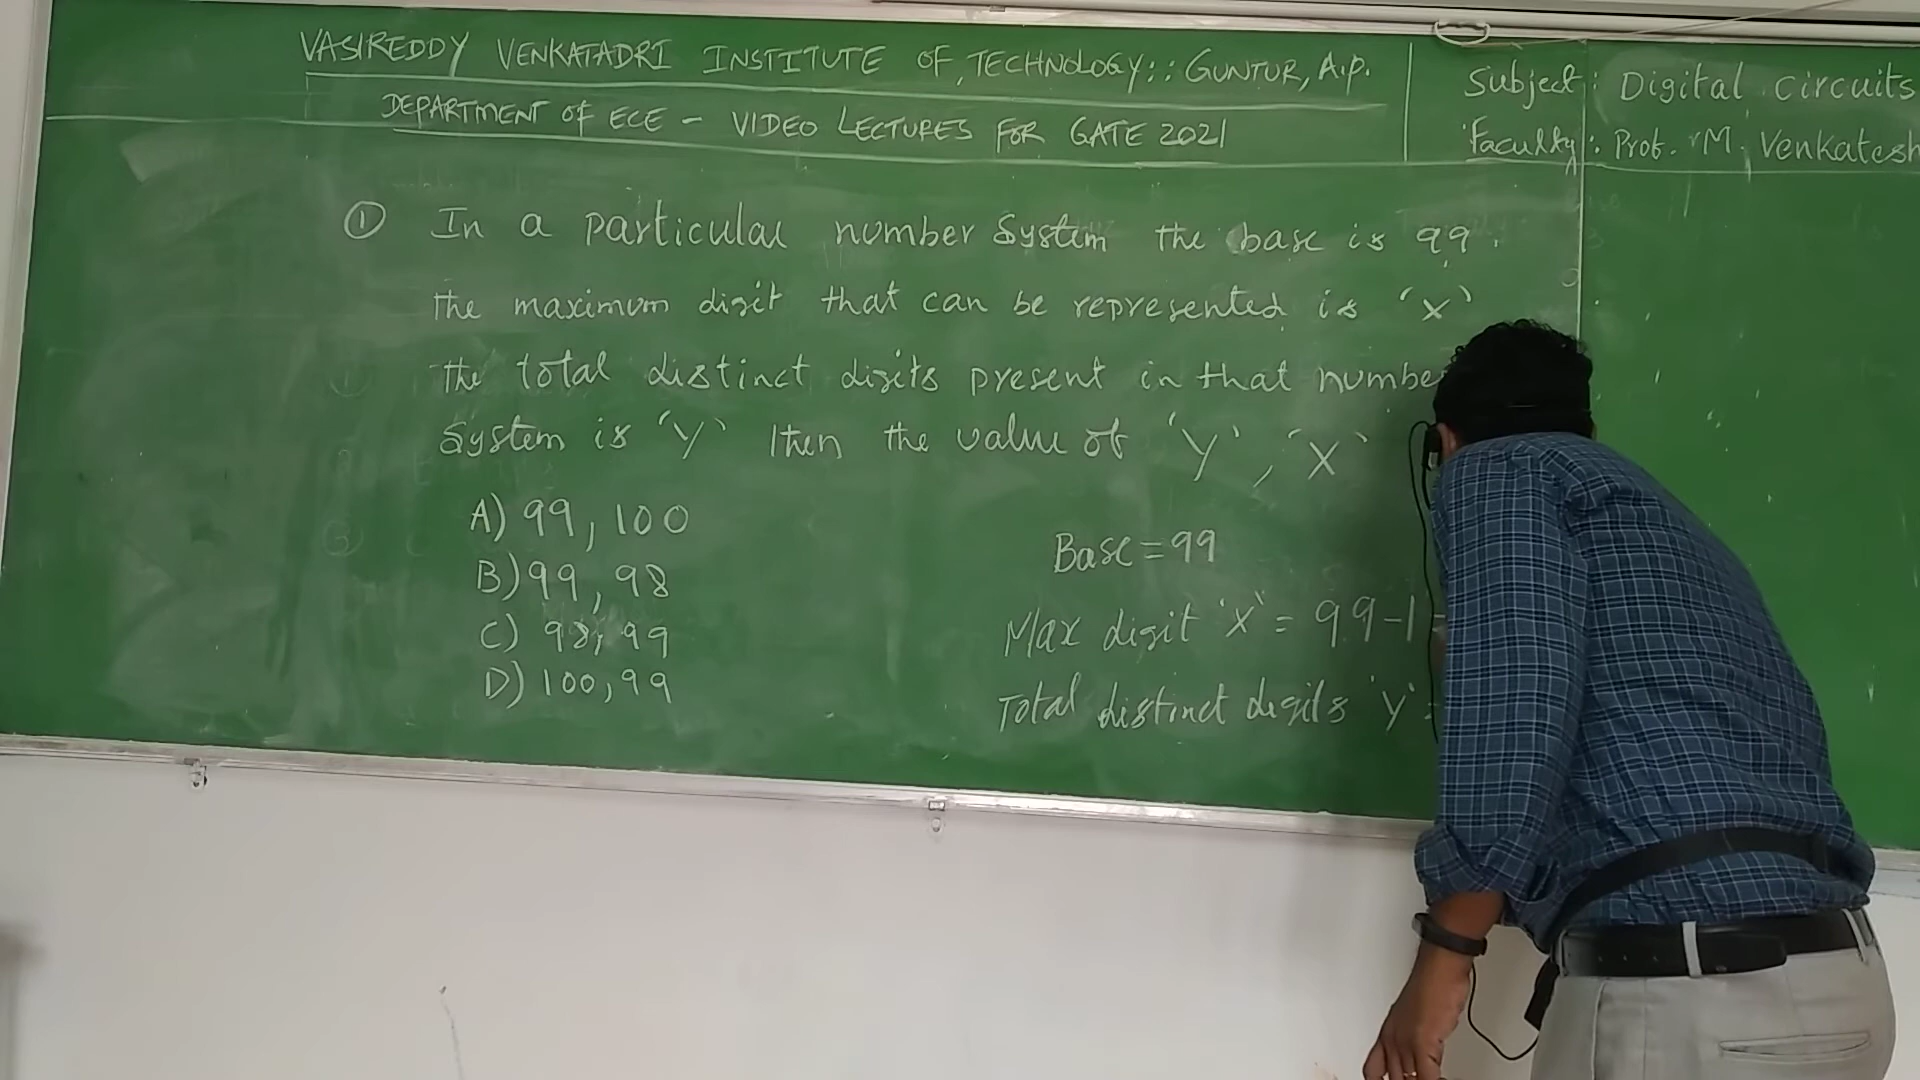 VASIREDDY VENKATADRI INSTITUTE OF TECHNOLOGY:: GUNTUR, A.P.
DEPARTMENT OF ECE - VIDEO LECTURES FOR GATE 2021
Subject : Digital Circuits
Faculty : Prof. M. Venkatesh
① In a particular number System the base is 99.
The maximum digit that can be represented is 'X'
The total distinct digits present in that number
System is 'Y' then the value of 'Y', 'X'
A) 99, 100
B) 99, 98
C) 98, 99
D) 100, 99
Base = 99
Max digit 'X' = 99-1 =
Total distinct digits 'Y' =